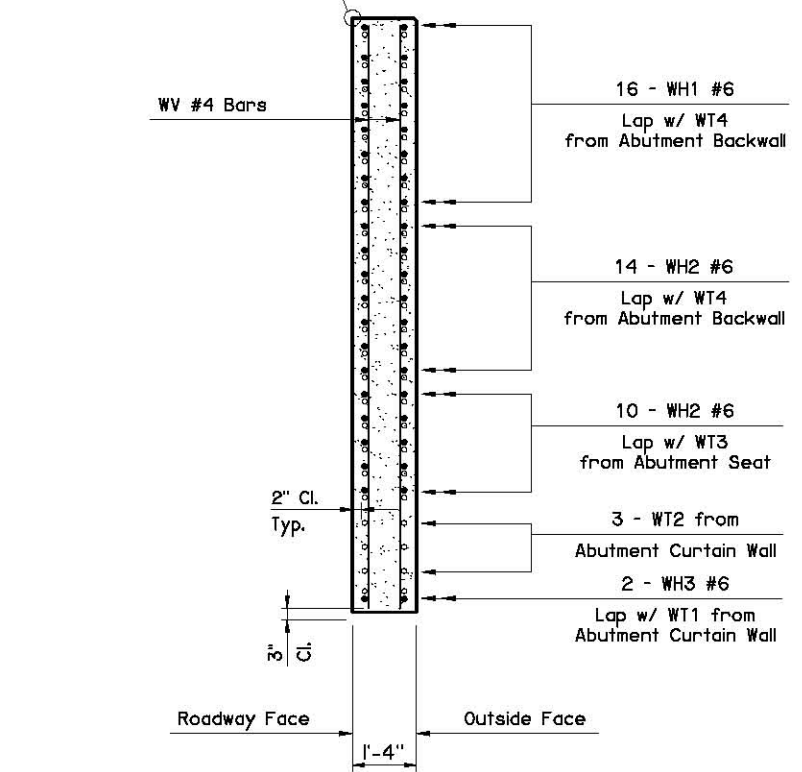 WV #4 Bars
16 - WH1 #6
Lap w/ WT4
from Abutment Backwall
14 - WH2 #6
Lap w/ WT4
from Abutment Backwall
10 - WH2 #6
Lap w/ WT3
from Abutment Seat
2" Cl.
Typ.
3 - WT2 from
Abutment Curtain Wall
2 - WH3 #6
Lap w/ WT1 from
Abutment Curtain Wall
3"
Cl.
Roadway Face
Outside Face
1'-4"